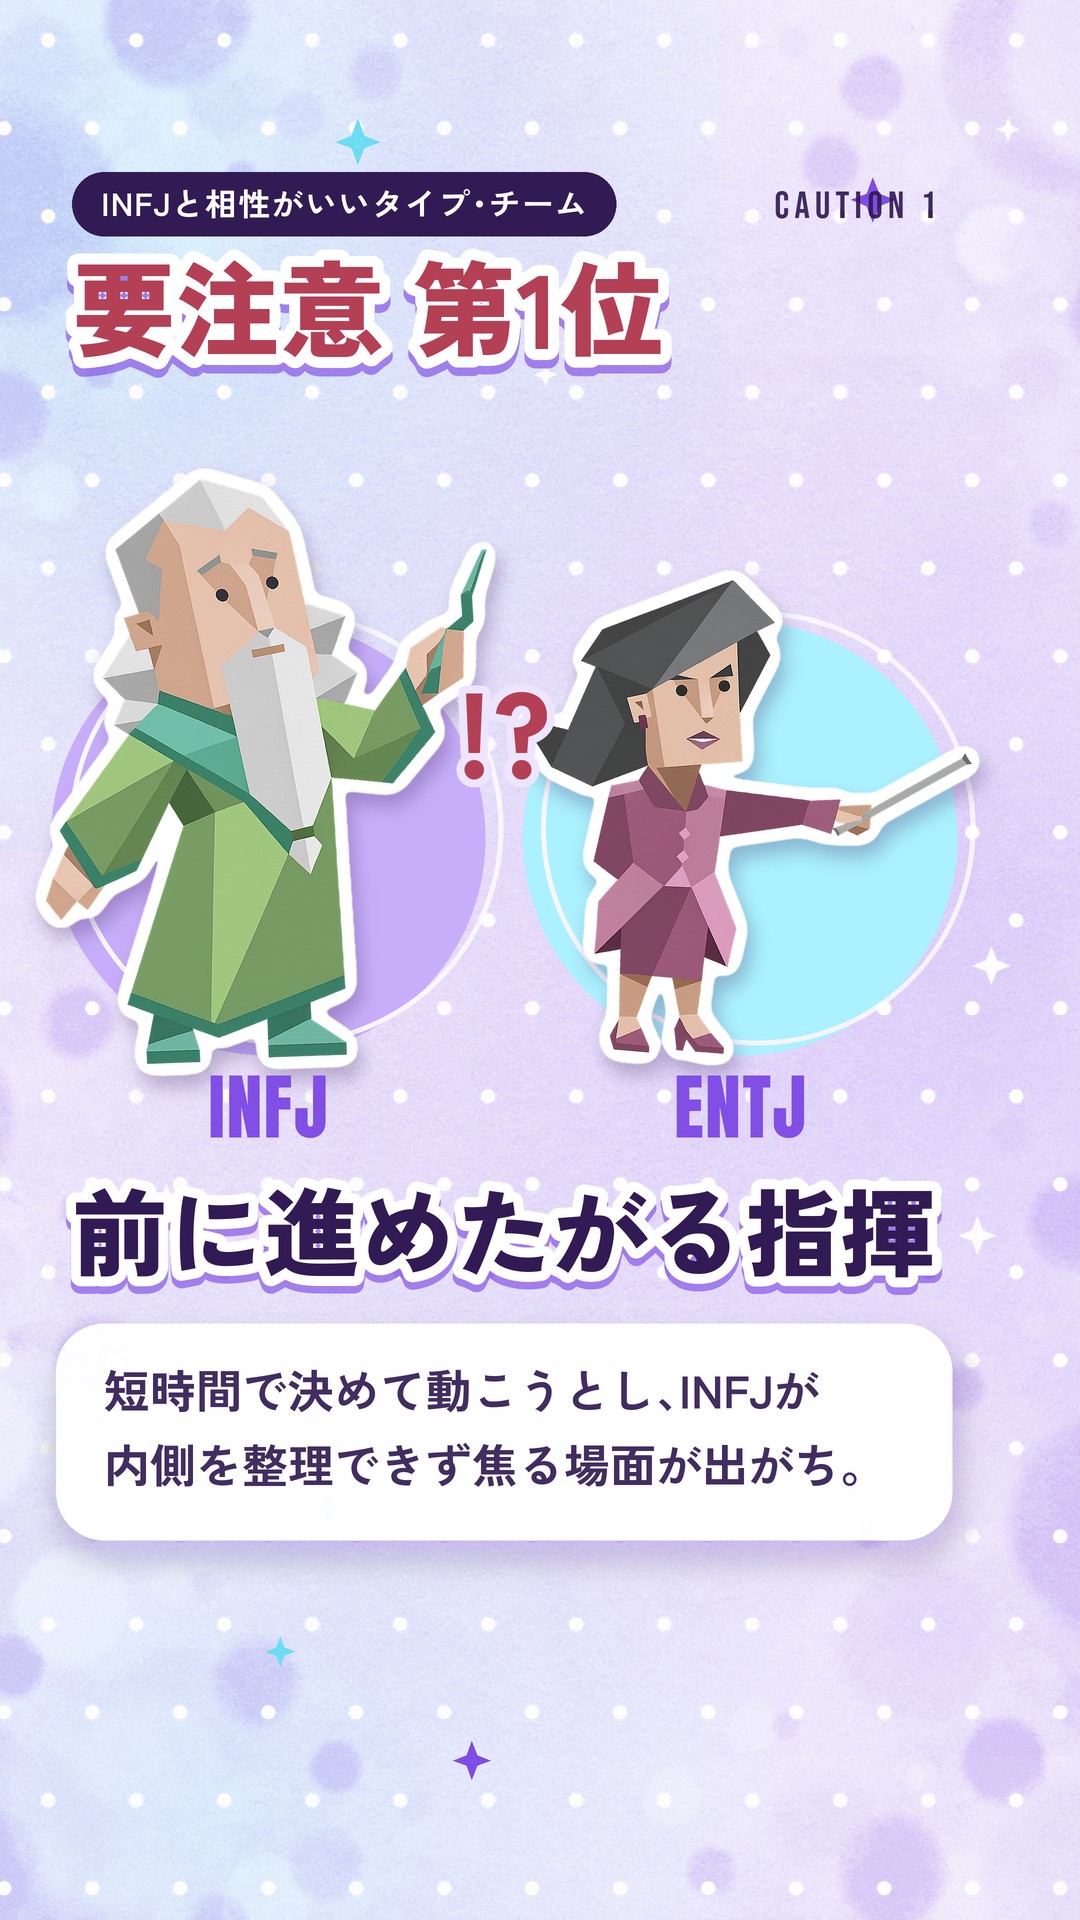 INFJと相性がいいタイプ・チーム
CAUTION 1
要注意 第1位
!?
INFJ
ENTJ
前に進めたがる指揮
短時間で決めて動こうとし、INFJが
内側を整理できず焦る場面が出がち。